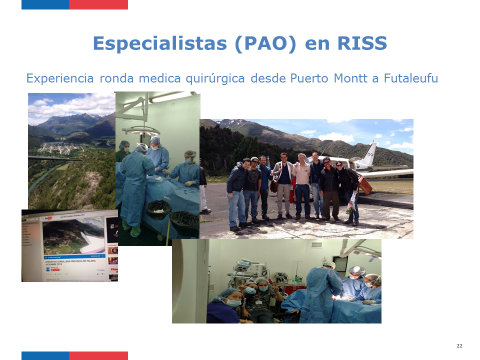 Especialistas (PAO) en RISS
Experiencia ronda medica quirúrgica desde Puerto Montt a Futaleufu
22